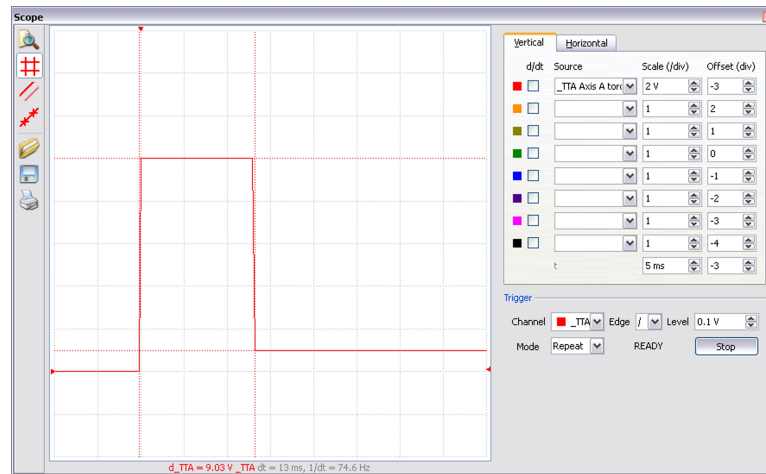 Scope
Vertical Horizontal
d/dt Source Scale (/div) Offset (div)
_TTA Axis A torc 2 V -3
1 2
1 1
1 0
1 -1
1 -2
1 -3
1 -4
t 5 ms -3
Trigger
Channel _TTA Edge / Level 0.1 V
Mode Repeat READY Stop
d_TTA = 9.03 V _TTA dt = 13 ms, 1/dt = 74.6 Hz